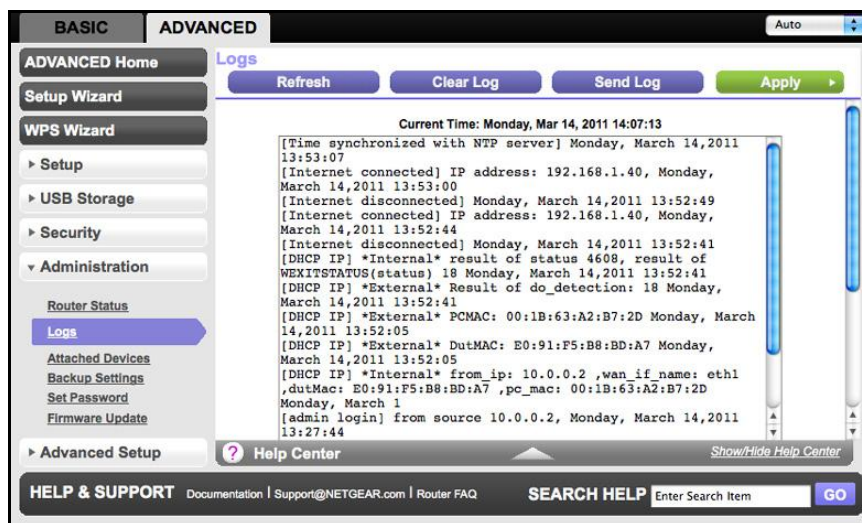 BASIC
ADVANCED
Auto
ADVANCED Home
Setup Wizard
WPS Wizard
Setup
USB Storage
Security
Administration
Router Status
Logs
Attached Devices
Backup Settings
Set Password
Firmware Update
Advanced Setup
Logs
Refresh
Clear Log
Send Log
Apply
Current Time: Monday, Mar 14, 2011 14:07:13
[Time synchronized with NTP server] Monday, March 14,2011
13:53:07
[Internet connected] IP address: 192.168.1.40, Monday,
March 14,2011 13:53:00
[Internet disconnected] Monday, March 14,2011 13:52:49
[Internet connected] IP address: 192.168.1.40, Monday,
March 14,2011 13:52:44
[Internet disconnected] Monday, March 14,2011 13:52:41
[DHCP IP] *Internal* result of status 4608, result of
WEXITSTATUS(status) 18 Monday, March 14,2011 13:52:41
[DHCP IP] *External* Result of do_detection: 18 Monday,
March 14,2011 13:52:41
[DHCP IP] *External* PCMAC: 00:1B:63:A2:B7:2D Monday, March
14,2011 13:52:05
[DHCP IP] *External* DutMAC: E0:91:F5:B8:BD:A7 Monday,
March 14,2011 13:52:05
[DHCP IP] *Internal* from_ip: 10.0.0.2 ,wan_if_name: eth1
,dutMac: E0:91:F5:B8:BD:A7 ,pc_mac: 00:1B:63:A2:B7:2D
Monday, March 1
[admin login] from source 10.0.0.2, Monday, March 14,2011
13:27:44
? Help Center
Show/Hide Help Center
HELP & SUPPORT Documentation | Support@NETGEAR.com | Router FAQ
SEARCH HELP Enter Search Item GO